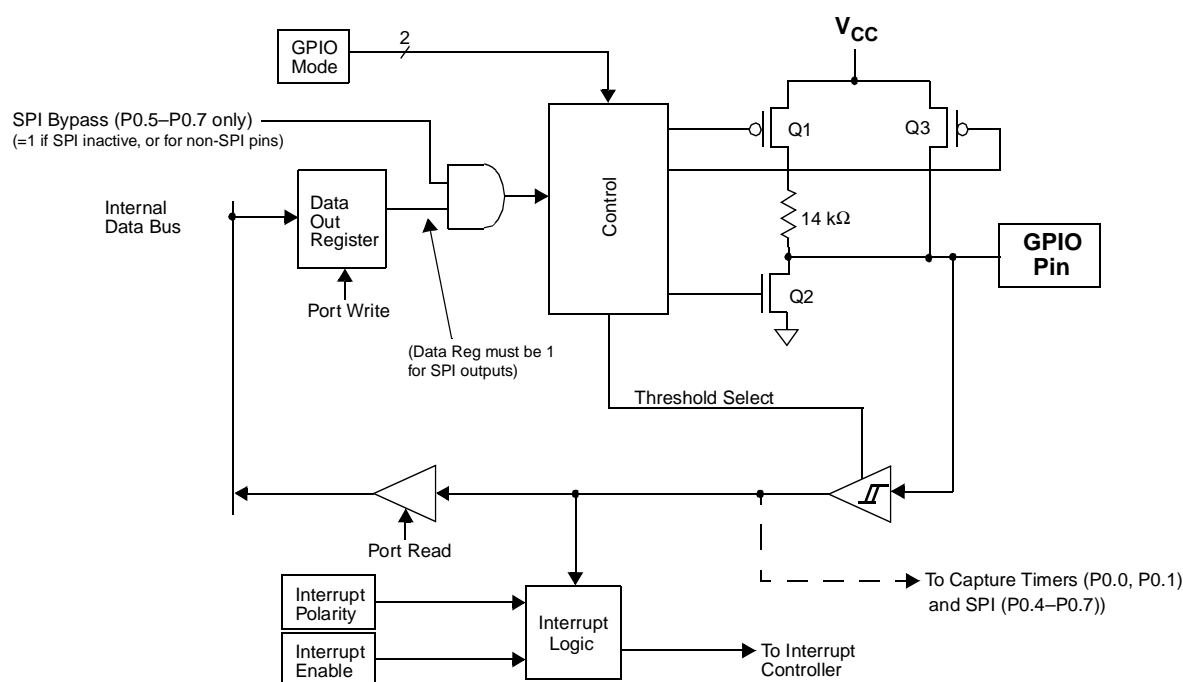 GPIO
Mode
2
VCC
SPI Bypass (P0.5–P0.7 only)
(=1 if SPI inactive, or for non-SPI pins)
Q1
Q3
Control
Internal
Data Bus
Data
Out
Register
14 kΩ
GPIO
Pin
Port Write
Q2
(Data Reg must be 1
for SPI outputs)
Threshold Select
Port Read
To Capture Timers (P0.0, P0.1)
and SPI (P0.4–P0.7))
Interrupt
Polarity
Interrupt
Logic
Interrupt
Enable
To Interrupt
Controller